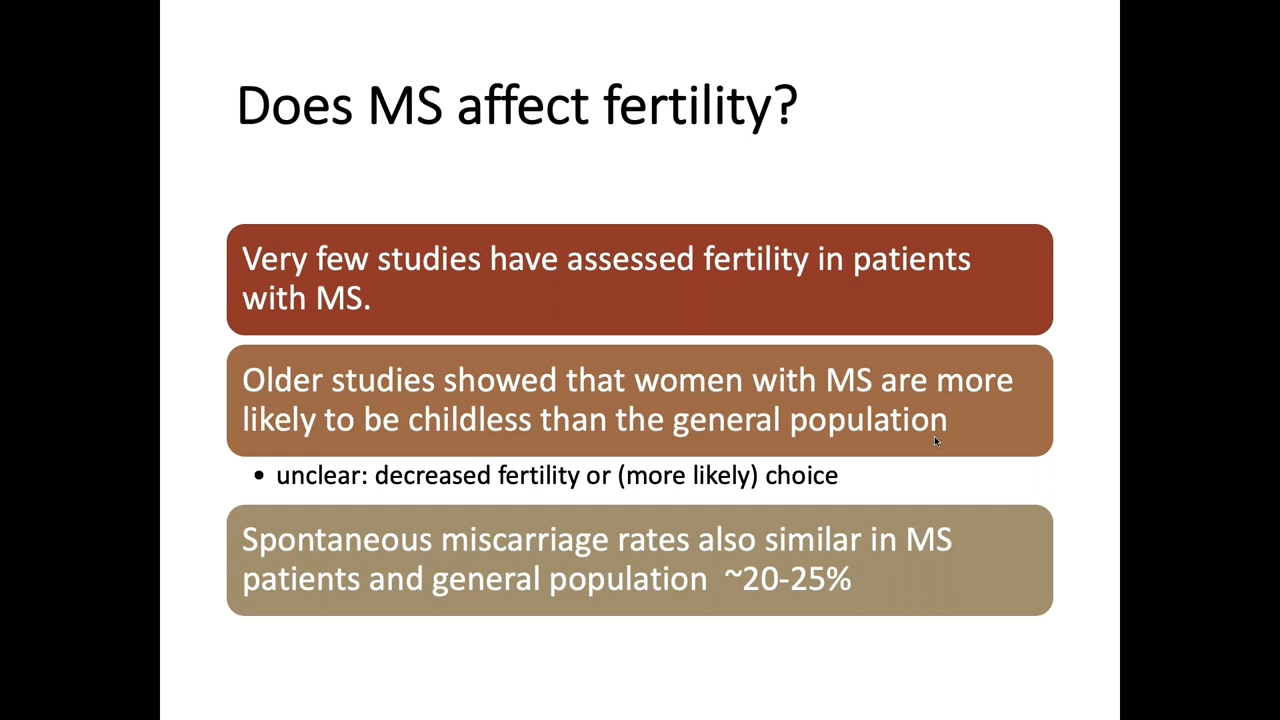 Does MS affect fertility?
Very few studies have assessed fertility in patients
with MS.
Older studies showed that women with MS are more
likely to be childless than the general population
• unclear: decreased fertility or (more likely) choice
Spontaneous miscarriage rates also similar in MS
patients and general population ~20-25%